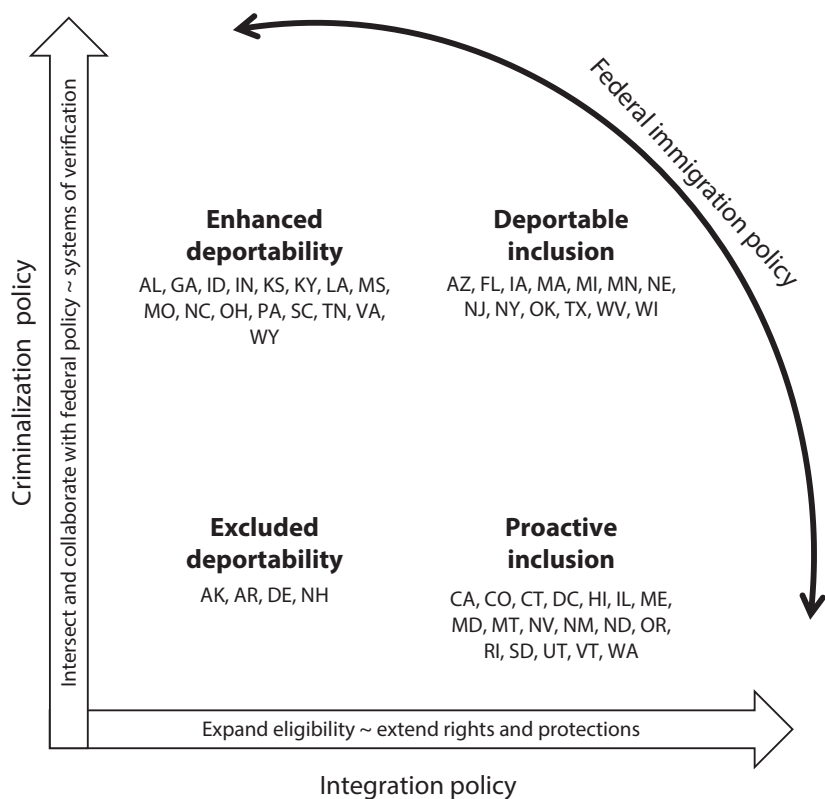 Criminalization policy
Intersect and collaborate with federal policy ~ systems of verification
Federal immigration policy
Enhanced
deportability
AL, GA, ID, IN, KS, KY, LA, MS,
MO, NC, OH, PA, SC, TN, VA,
WY
Deportable
inclusion
AZ, FL, IA, MA, MI, MN, NE,
NJ, NY, OK, TX, WV, WI
Excluded
deportability
AK, AR, DE, NH
Proactive
inclusion
CA, CO, CT, DC, HI, IL, ME,
MD, MT, NV, NM, ND, OR,
RI, SD, UT, VT, WA
Expand eligibility ~ extend rights and protections
Integration policy